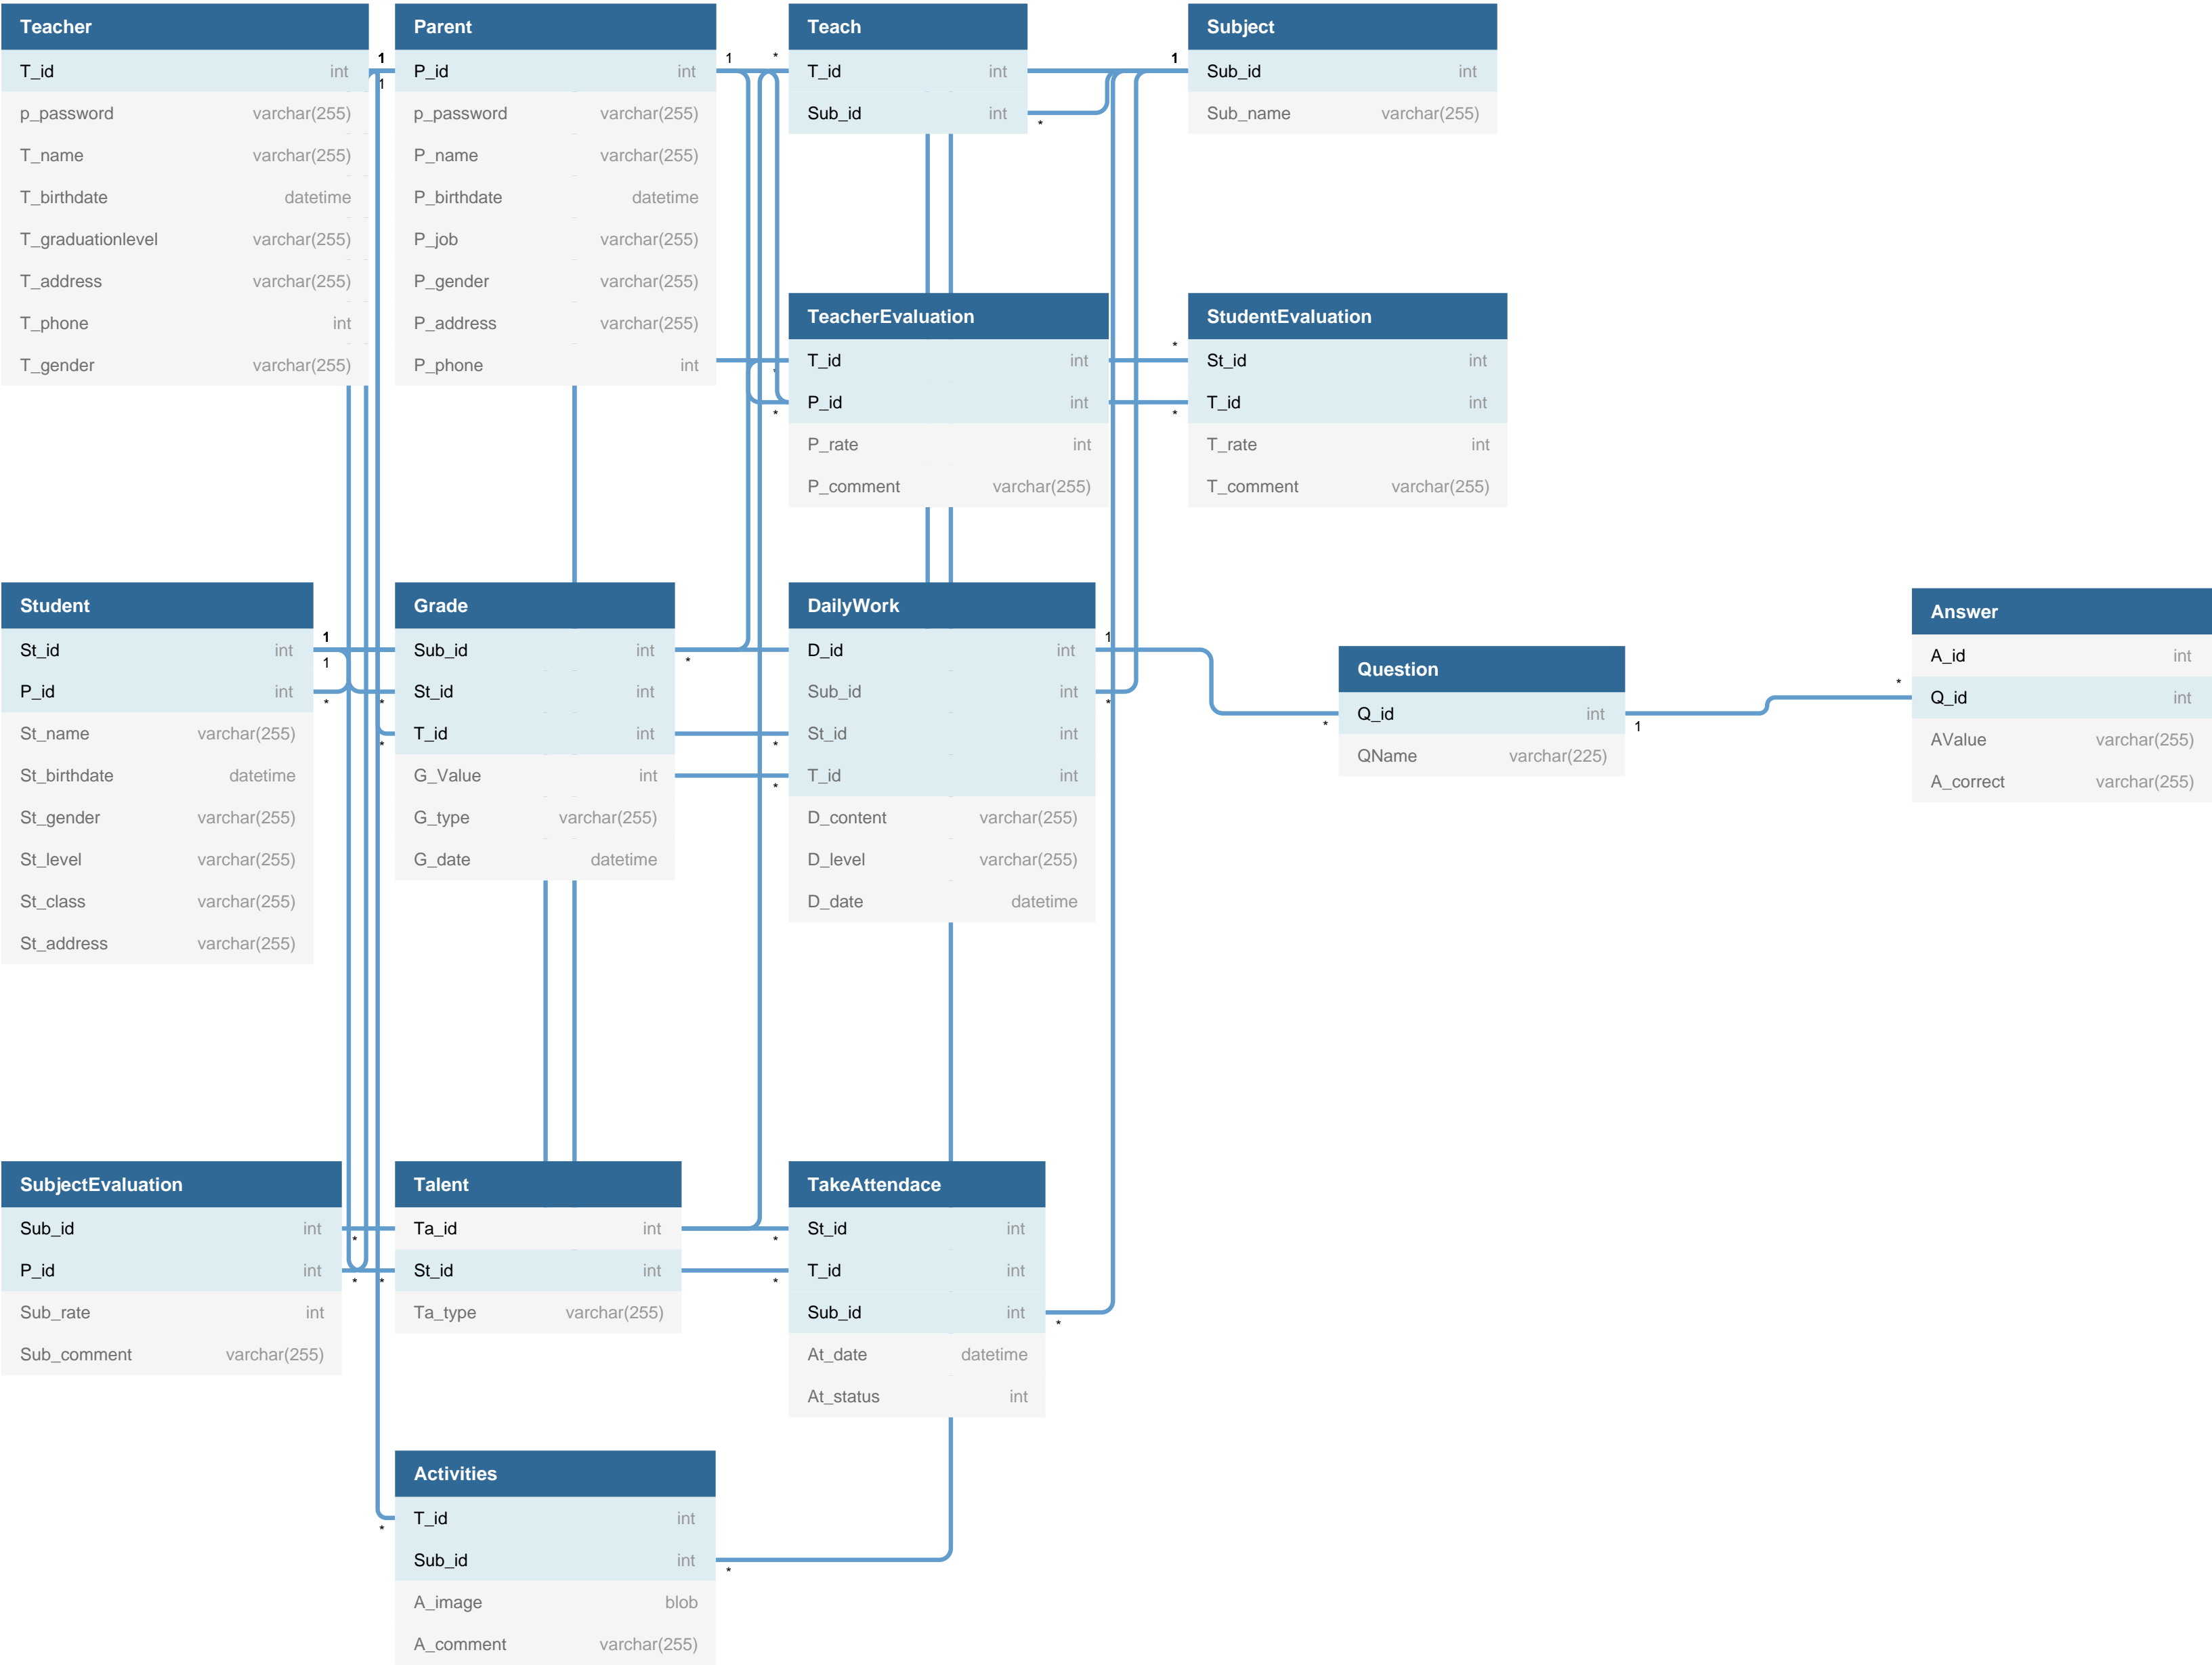 Teacher
T_id int
p_password varchar(255)
T_name varchar(255)
T_birthdate datetime
T_graduationlevel varchar(255)
T_address varchar(255)
T_phone int
T_gender varchar(255)
1
1
Parent
P_id int
p_password varchar(255)
P_name varchar(255)
P_birthdate datetime
P_job varchar(255)
P_gender varchar(255)
P_address varchar(255)
P_phone int
1
*
Teach
T_id int
Sub_id int
*
1
Subject
Sub_id int
Sub_name varchar(255)
TeacherEvaluation
T_id int
P_id int
P_rate int
P_comment varchar(255)
*
*
*
*
StudentEvaluation
St_id int
T_id int
T_rate int
T_comment varchar(255)
Student
St_id int
P_id int
St_name varchar(255)
St_birthdate datetime
St_gender varchar(255)
St_level varchar(255)
St_class varchar(255)
St_address varchar(255)
1
1
*
*
*
Grade
Sub_id int
St_id int
T_id int
G_Value int
G_type varchar(255)
G_date datetime
*
*
*
DailyWork
D_id int
Sub_id int
St_id int
T_id int
D_content varchar(255)
D_level varchar(255)
D_date datetime
1
*
*
Question
Q_id int
QName varchar(225)
1
*
Answer
A_id int
Q_id int
AValue varchar(255)
A_correct varchar(255)
SubjectEvaluation
Sub_id int
P_id int
Sub_rate int
Sub_comment varchar(255)
*
*
*
Talent
Ta_id int
St_id int
Ta_type varchar(255)
*
*
TakeAttendace
St_id int
T_id int
Sub_id int
At_date datetime
At_status int
*
*
Activities
T_id int
Sub_id int
A_image blob
A_comment varchar(255)
*